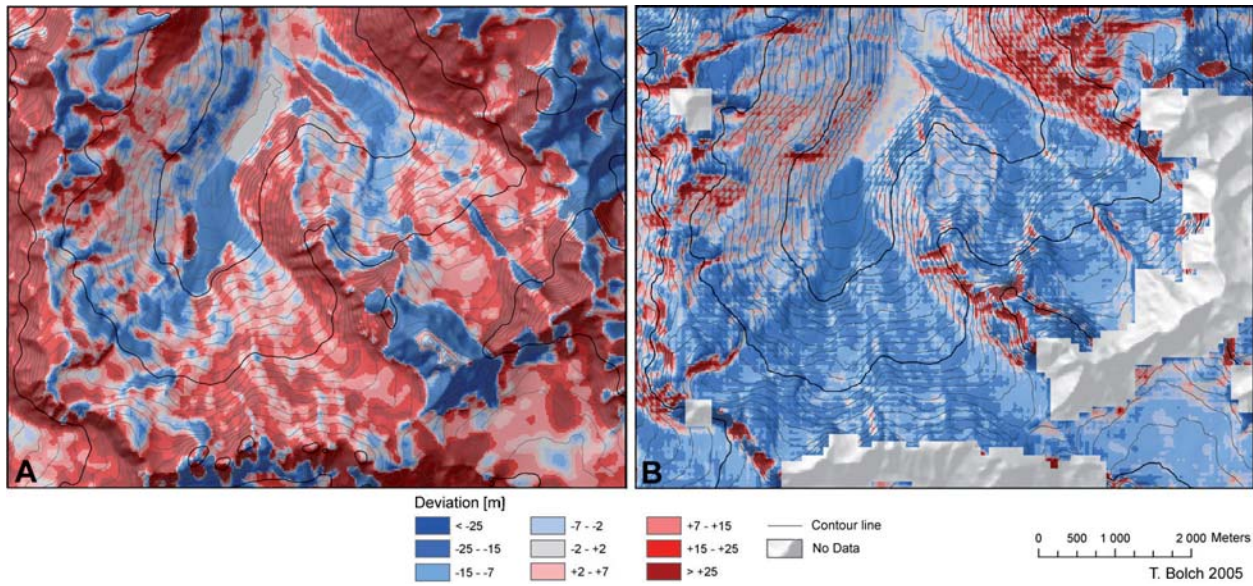 A
B
Deviation [m]
< -25
-25 - -15
-15 - -7
-7 - -2
-2 - +2
+2 - +7
+7 - +15
+15 - +25
> +25
Contour line
No Data
0 500 1 000 2 000 Meters
T. Bolch 2005